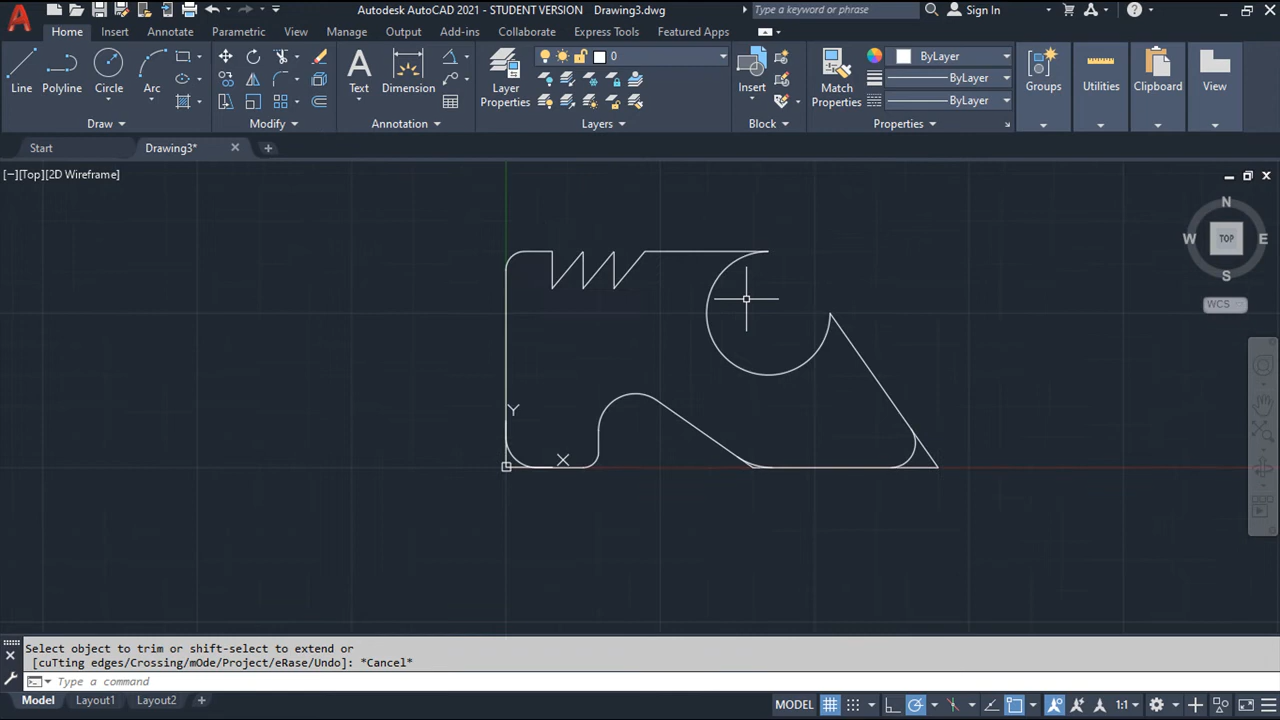 Autodesk AutoCAD 2021 - STUDENT VERSION Drawing3.dwg
Type a keyword or phrase
Sign In
Home Insert Annotate Parametric View Manage Output Add-ins Collaborate Express Tools Featured Apps
Line Polyline Circle Arc
Draw
Modify
Text Dimension
Annotation
Layer Properties
0
Layers
Insert
Block
Match Properties
ByLayer
ByLayer
ByLayer
Properties
Groups
Utilities
Clipboard
View
Start
Drawing3*
[−][Top][2D Wireframe]
N
W TOP E
S
WCS
Y
X
Select object to trim or shift-select to extend or
[cuTting edges/Crossing/mOde/Project/eRase/Undo]: *Cancel*
Type a command
Model Layout1 Layout2
MODEL
1:1